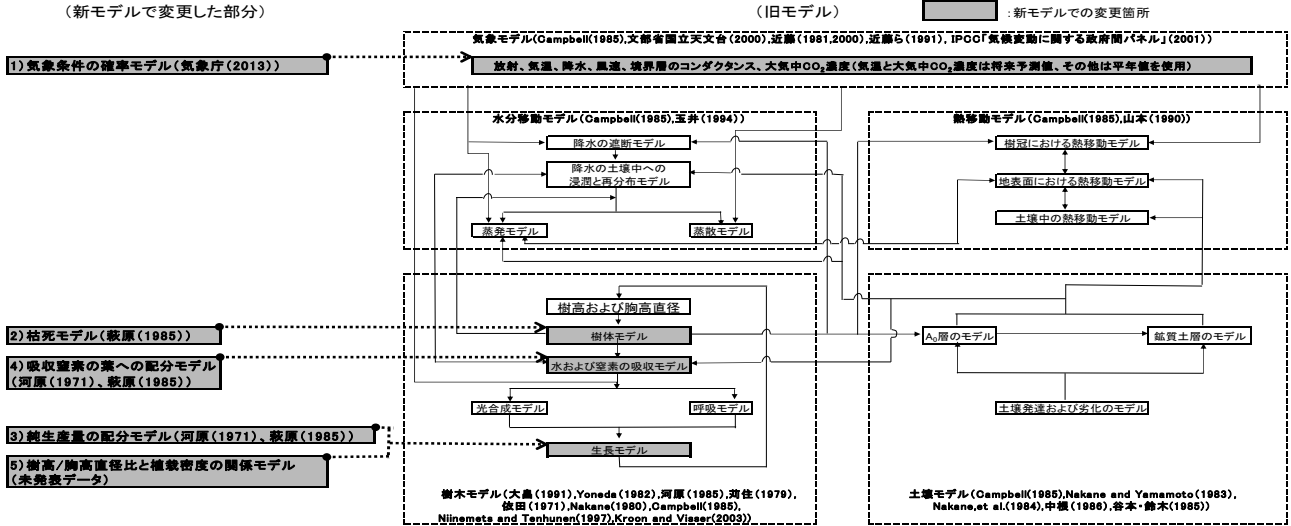 （新モデルで変更した部分）
（旧モデル）
：新モデルでの変更箇所
気象モデル(Campbell(1985),文部省国立天文台(2000),近藤(1981,2000),近藤ら(1991)、IPCC「気候変動に関する政府間パネル」(2001))
1)気象条件の確率モデル(気象庁(2013))
放射、気温、降水、風速、境界層のコンダクタンス、大気中CO₂濃度(気温と大気中CO₂濃度は将来予測値、その他は平年値を使用)
水分移動モデル(Campbell(1985),玉井(1994))
降水の遮断モデル
降水の土壌中への
浸潤と再分布モデル
蒸発モデル
蒸散モデル
熱移動モデル(Campbell(1985),山本(1990))
樹冠における熱移動モデル
地表面における熱移動モデル
土壌中の熱移動モデル
樹高および胸高直径
2)枯死モデル(萩原(1985))
樹体モデル
4)吸収窒素の葉への配分モデル
(河原(1971)、萩原(1985))
水および窒素の吸収モデル
光合成モデル
呼吸モデル
3)純生産量の配分モデル(河原(1971)、萩原(1985))
生長モデル
5)樹高/胸高直径比と植栽密度の関係モデル
(未発表データ)
樹木モデル(大畠(1991),Yoneda(1982),河原(1985),苅住(1979),
依田(1971),Nakane(1980),Campbell(1985),
Niinemets and Tenhunen(1997),Kroon and Visser(2003))
A₀層のモデル
鉱質土層のモデル
土壌発達および劣化のモデル
土壌モデル(Campbell(1985),Nakane and Yamamoto(1983),
Nakane,et al.(1984),中根(1986),谷本・鈴木(1985))